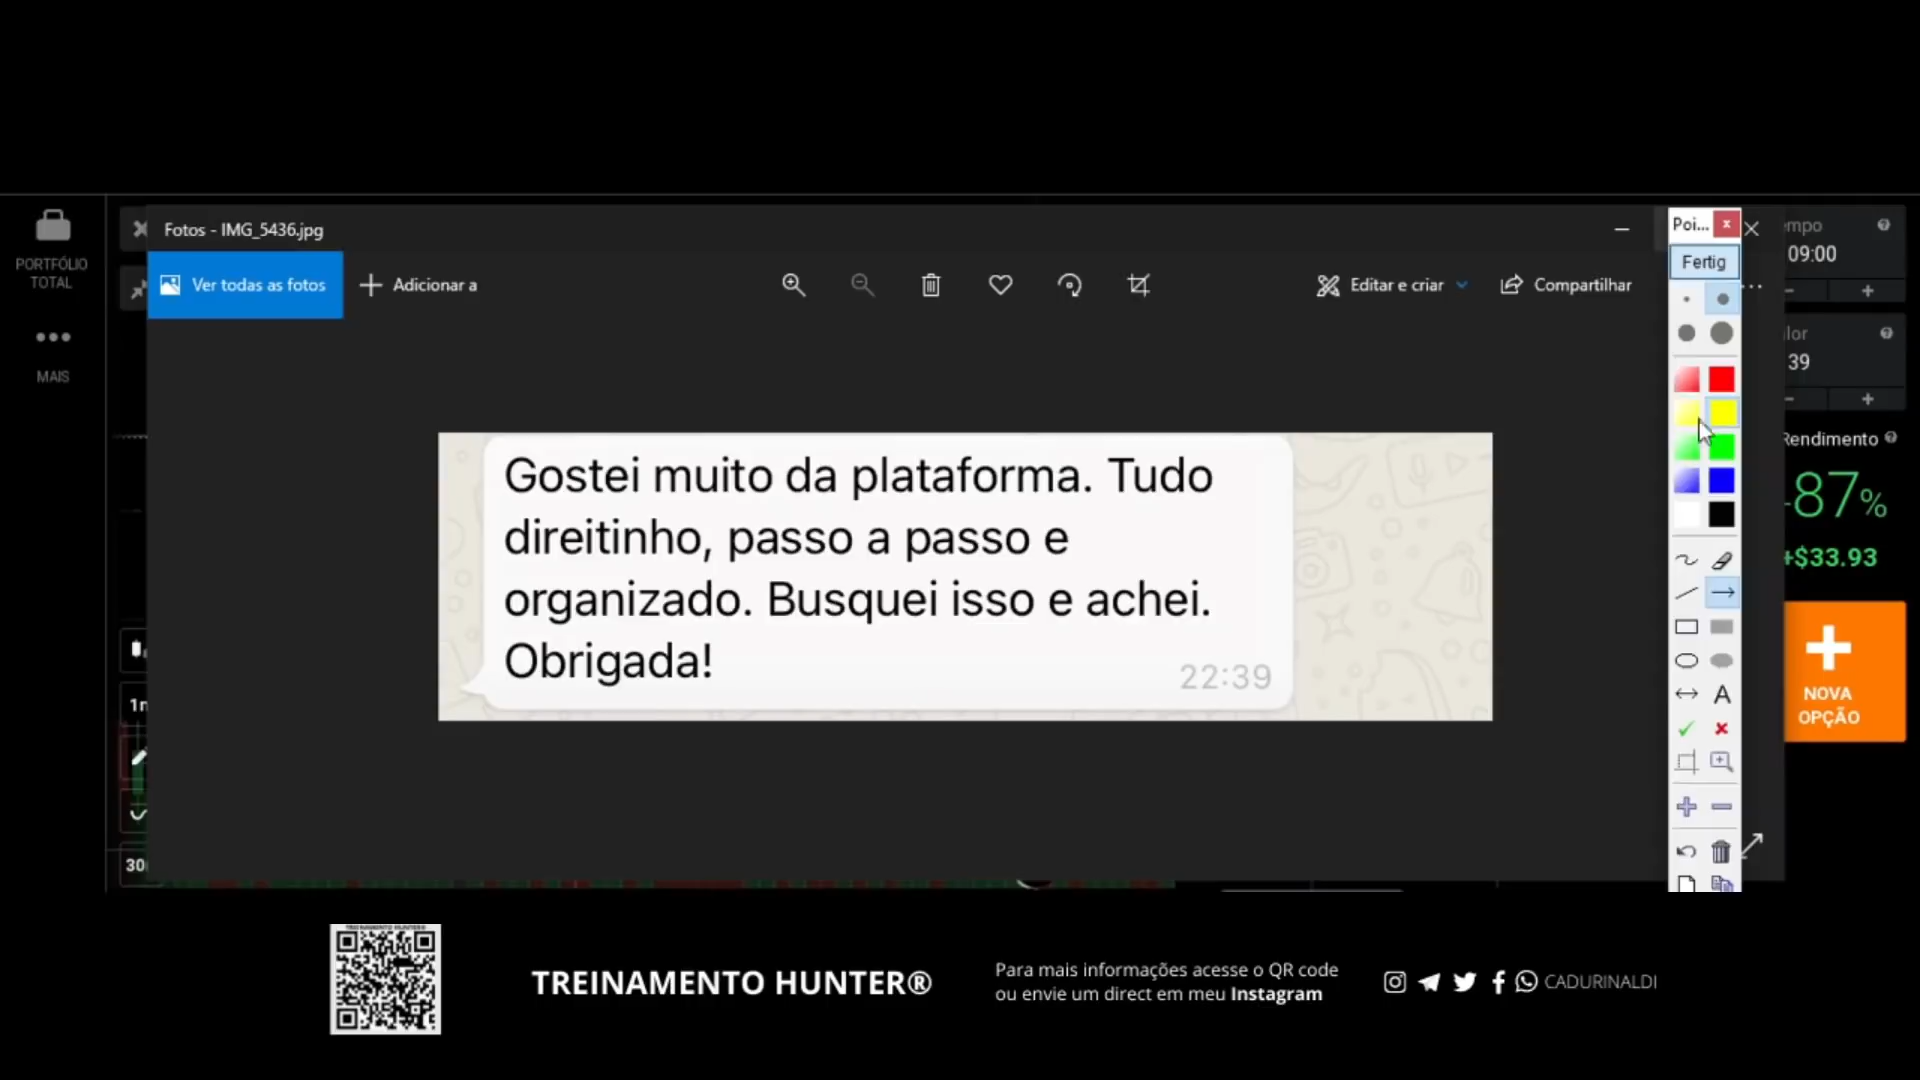 PORTFÓLIO
TOTAL
MAIS
Fotos - IMG_5436.jpg
Ver todas as fotos
Adicionar a
Editar e criar
Compartilhar
Poi...
Fertig
09:00
39
Rendimento
87%
+$33.93
NOVA
OPÇÃO
Gostei muito da plataforma. Tudo
direitinho, passo a passo e
organizado. Busquei isso e achei.
Obrigada!
22:39
TREINAMENTO HUNTER®
Para mais informações acesse o QR code
ou envie um direct em meu Instagram
CADURINALDI